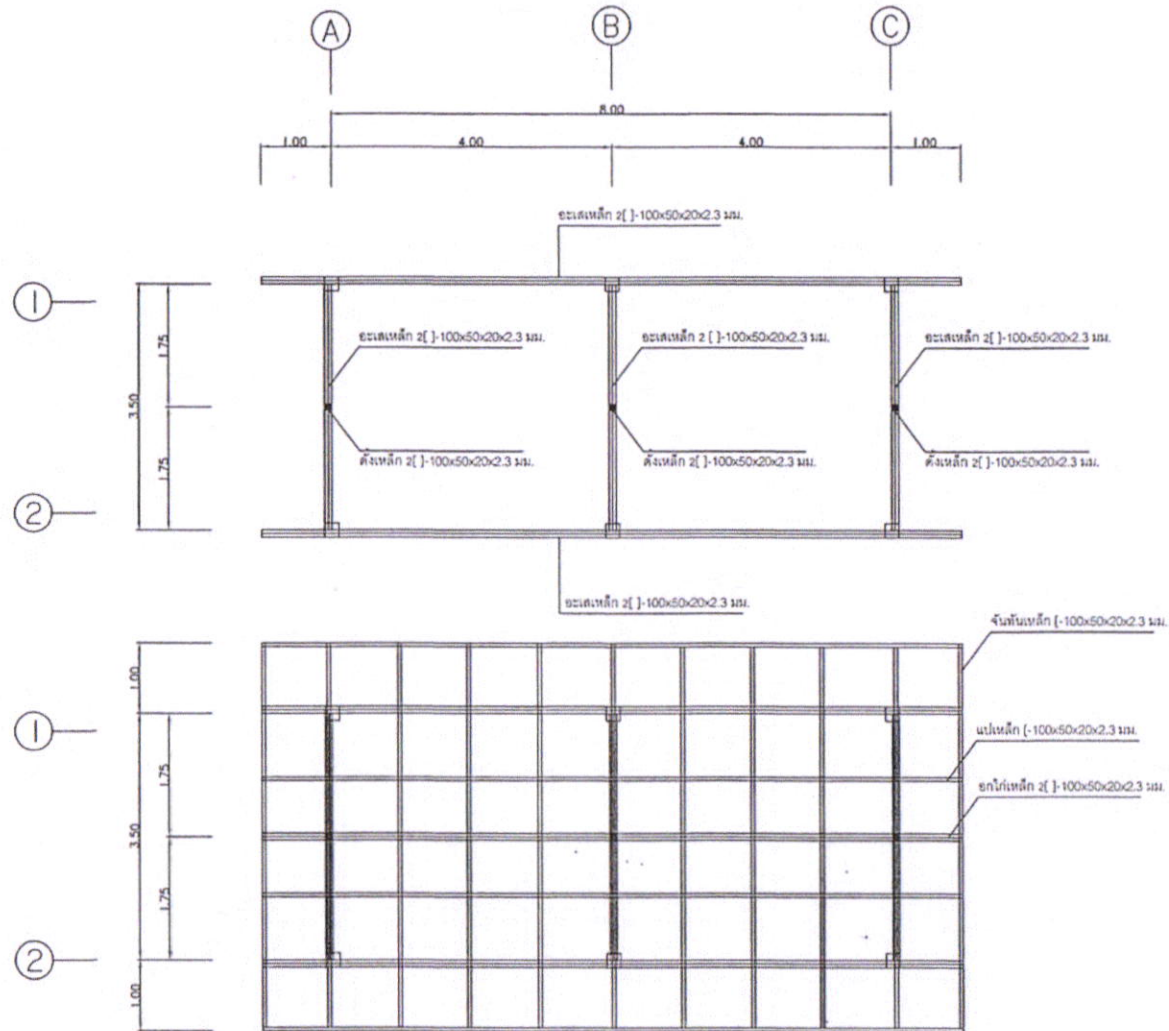 A B C
8.00
1.00 4.00 4.00 1.00
อะเสเหล็ก 2[ ]-100x50x20x2.3 มม.
1
อะเสเหล็ก 2[ ]-100x50x20x2.3 มม. อะเสเหล็ก 2 [ ]-100x50x20x2.3 มม. อะเสเหล็ก 2[ ]-100x50x20x2.3 มม.
1.75
3.50
ดั้งเหล็ก 2[ ]-100x50x20x2.3 มม. ดั้งเหล็ก 2[ ]-100x50x20x2.3 มม. ดั้งเหล็ก 2[ ]-100x50x20x2.3 มม.
1.75
2
อะเสเหล็ก 2[ ]-100x50x20x2.3 มม.
จันทันเหล็ก [-100x50x20x2.3 มม.
1.00
1
แปเหล็ก [-100x50x20x2.3 มม.
1.75
อกไก่เหล็ก 2[ ]-100x50x20x2.3 มม.
3.50
1.75
2
1.00